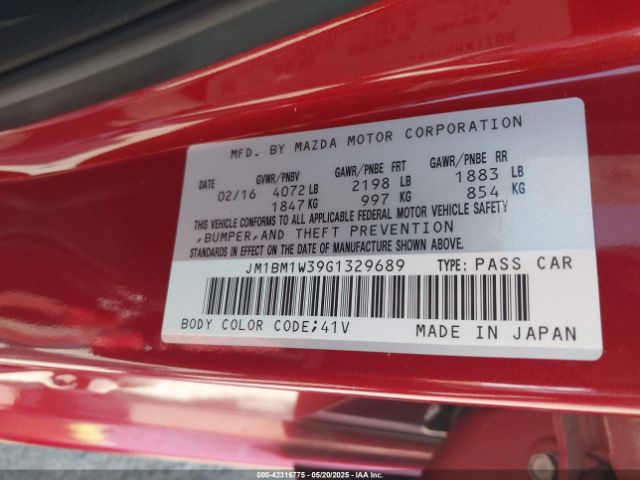 MFD. BY MAZDA MOTOR CORPORATION
DATE GVWR/PNBV GAWR/PNBE FRT GAWR/PNBE RR
02/16 4072 LB 2198 LB 1883 LB
1847 KG 997 KG 854 KG
THIS VEHICLE CONFORMS TO ALL APPLICABLE FEDERAL MOTOR VEHICLE SAFETY
,BUMPER,AND THEFT PREVENTION
STANDARDS IN EFFECT ON THE DATE OF MANUFACTURE SHOWN ABOVE.
JM1BM1W39G1329689 TYPE: PASS CAR
BODY COLOR CODE;41V MADE IN JAPAN
000-42316775 — 05/20/2025 — IAAI.COM